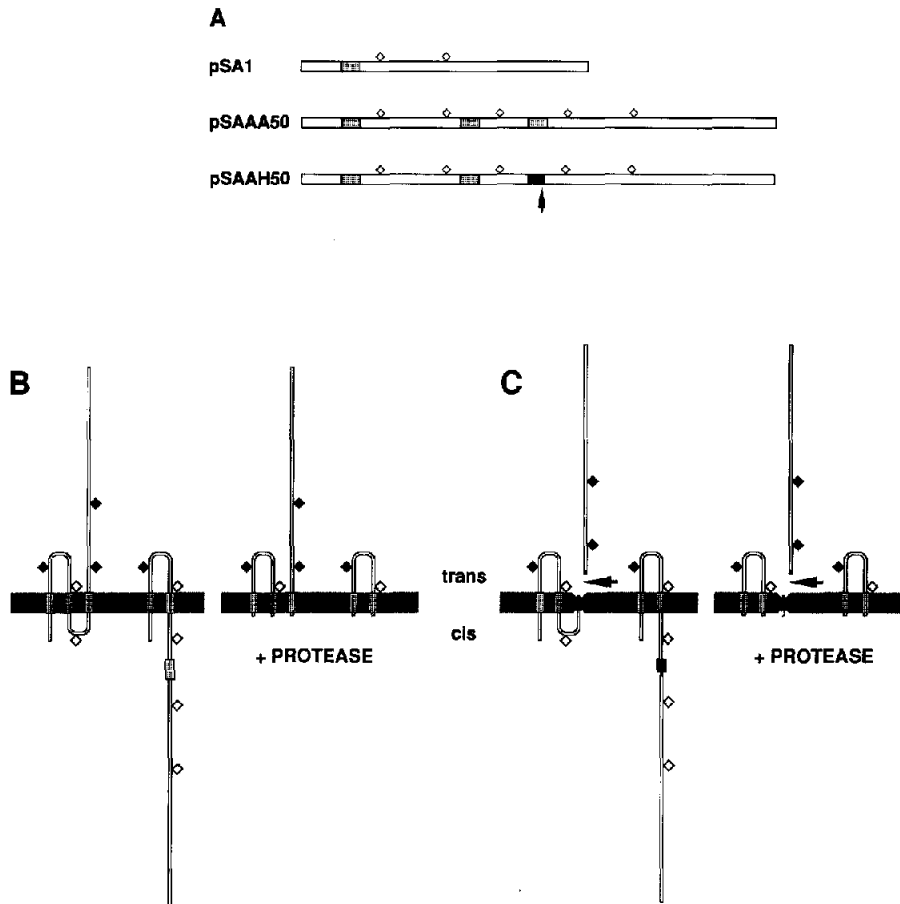 A
pSA1
pSAAA50
pSAAH50
B
C
trans
cis
+ PROTEASE
+ PROTEASE